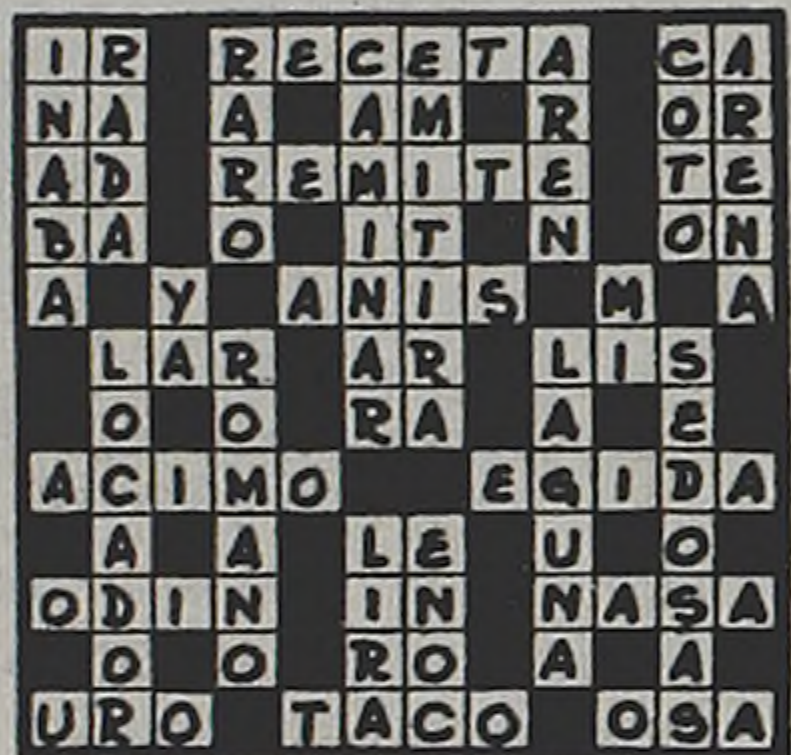 IR RECETA CA
NA A AM R OR
AD REMITE TE
BA O IT N ON
A Y ANIS M A
LAR AR LIS
O O RA A E
ACIMO EGIDA
A A LE U O
ODIN IN NASA
O O RO A A
URO TACO OSA